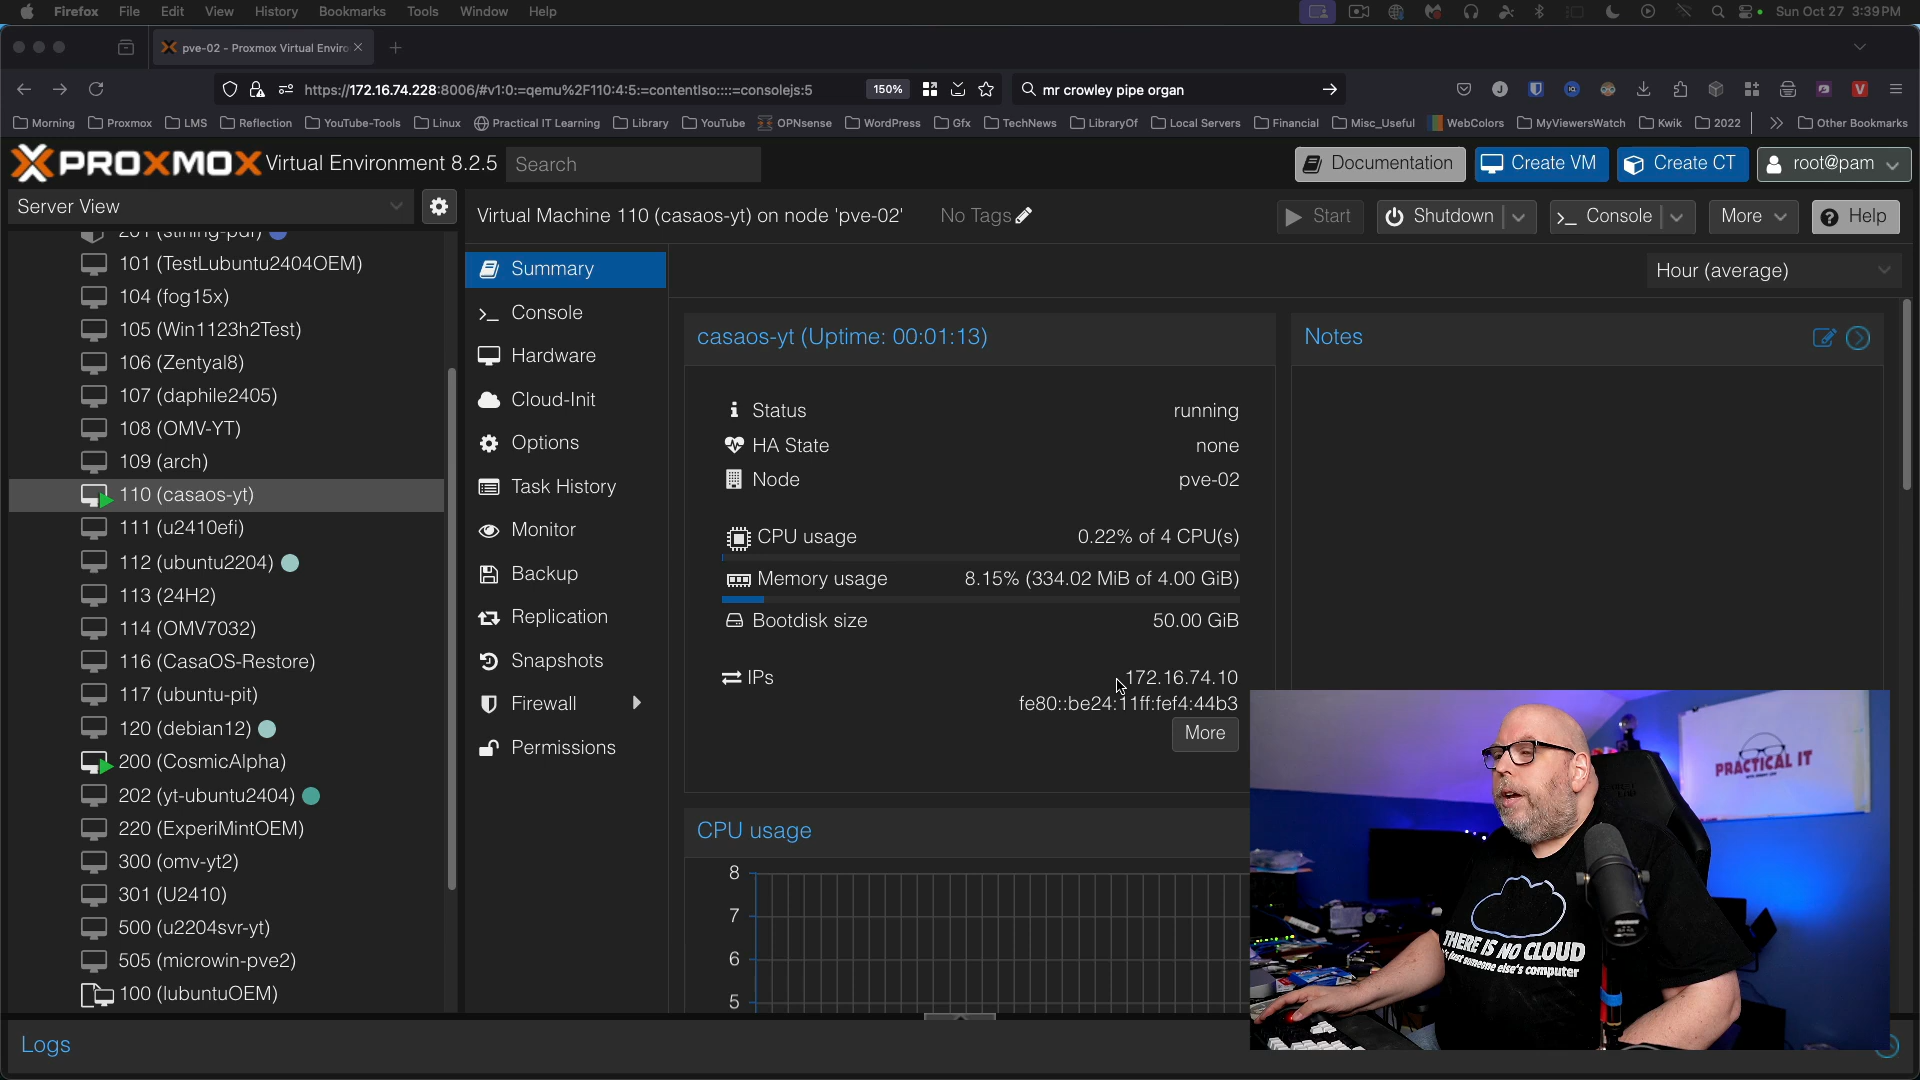 Firefox File Edit View History Bookmarks Tools Window Help
Sun Oct 27 3:39 PM
pve-02 - Proxmox Virtual Enviro
https://172.16.74.228:8006/#v1:0:=qemu%2F110:4:5:=contentIso::::=consolejs:5
150%
mr crowley pipe organ
Morning Proxmox LMS Reflection YouTube-Tools Linux Practical IT Learning Library YouTube OPNsense WordPress Gfx TechNews LibraryOf Local Servers Financial Misc_Useful WebColors MyViewersWatch Kwik 2022 Other Bookmarks
PROXMOX Virtual Environment 8.2.5
Search
Documentation
Create VM
Create CT
root@pam
Server View
Virtual Machine 110 (casaos-yt) on node 'pve-02'
No Tags
Start
Shutdown
Console
More
Help
101 (TestLubuntu2404OEM)
104 (fog15x)
105 (Win1123h2Test)
106 (Zentyal8)
107 (daphile2405)
108 (OMV-YT)
109 (arch)
110 (casaos-yt)
111 (u2410efi)
112 (ubuntu2204)
113 (24H2)
114 (OMV7032)
116 (CasaOS-Restore)
117 (ubuntu-pit)
120 (debian12)
200 (CosmicAlpha)
202 (yt-ubuntu2404)
220 (ExperiMintOEM)
300 (omv-yt2)
301 (U2410)
500 (u2204svr-yt)
505 (microwin-pve2)
100 (lubuntuOEM)
Summary
Console
Hardware
Cloud-Init
Options
Task History
Monitor
Backup
Replication
Snapshots
Firewall
Permissions
Hour (average)
casaos-yt (Uptime: 00:01:13)
Status running
HA State none
Node pve-02
CPU usage 0.22% of 4 CPU(s)
Memory usage 8.15% (334.02 MiB of 4.00 GiB)
Bootdisk size 50.00 GiB
IPs 172.16.74.10
fe80::be24:11ff:fef4:44b3
More
Notes
CPU usage
8
7
6
5
PRACTICAL IT
THERE IS NO CLOUD
just someone else's computer
Logs